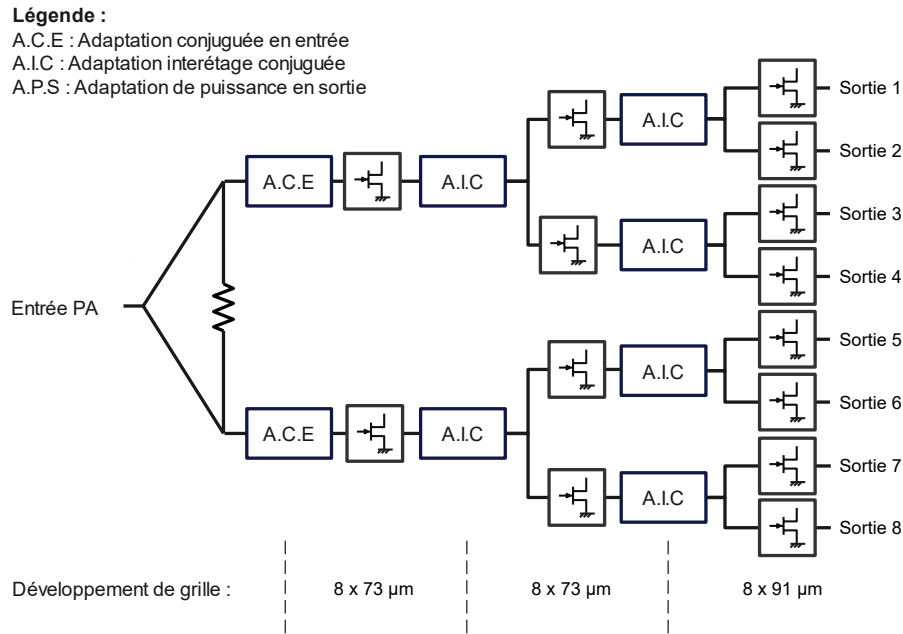 Légende :
A.C.E : Adaptation conjuguée en entrée
A.I.C : Adaptation interétage conjuguée
A.P.S : Adaptation de puissance en sortie
Sortie 1
A.I.C
Sortie 2
A.C.E
A.I.C
Sortie 3
A.I.C
Sortie 4
Entrée PA
Sortie 5
A.I.C
Sortie 6
A.C.E
A.I.C
Sortie 7
A.I.C
Sortie 8
Développement de grille : 8 x 73 µm 8 x 73 µm 8 x 91 µm